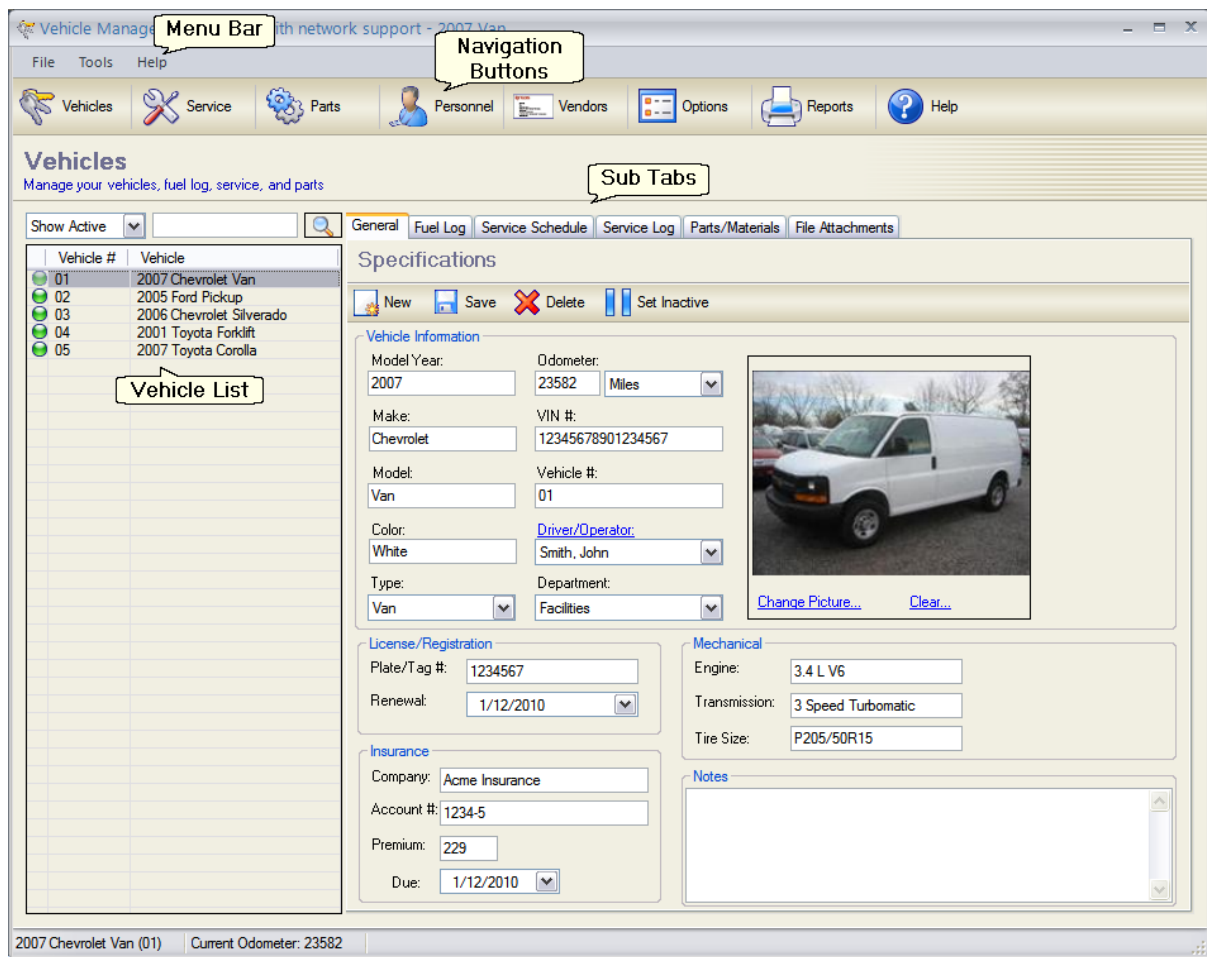 Vehicle Manag
Menu Bar
ith network support - 2007 Van
Navigation
Buttons
File Tools Help
Vehicles Service Parts Personnel Vendors Options Reports Help
Vehicles
Manage your vehicles, fuel log, service, and parts
Sub Tabs
Show Active
General Fuel Log Service Schedule Service Log Parts/Materials File Attachments
Vehicle # Vehicle
01 2007 Chevrolet Van
02 2005 Ford Pickup
03 2006 Chevrolet Silverado
04 2001 Toyota Forklift
05 2007 Toyota Corolla
Vehicle List
Specifications
New Save Delete Set Inactive
Vehicle Information
Model Year: Odometer:
2007 23582 Miles
Make: VIN #:
Chevrolet 12345678901234567
Model: Vehicle #:
Van 01
Color: Driver/Operator:
White Smith, John
Type: Department:
Van Facilities
Change Picture... Clear...
License/Registration
Plate/Tag #: 1234567
Renewal: 1/12/2010
Mechanical
Engine: 3.4 L V6
Transmission: 3 Speed Turbomatic
Tire Size: P205/50R15
Insurance
Company: Acme Insurance
Account #: 1234-5
Premium: 229
Due: 1/12/2010
Notes
2007 Chevrolet Van (01) Current Odometer: 23582